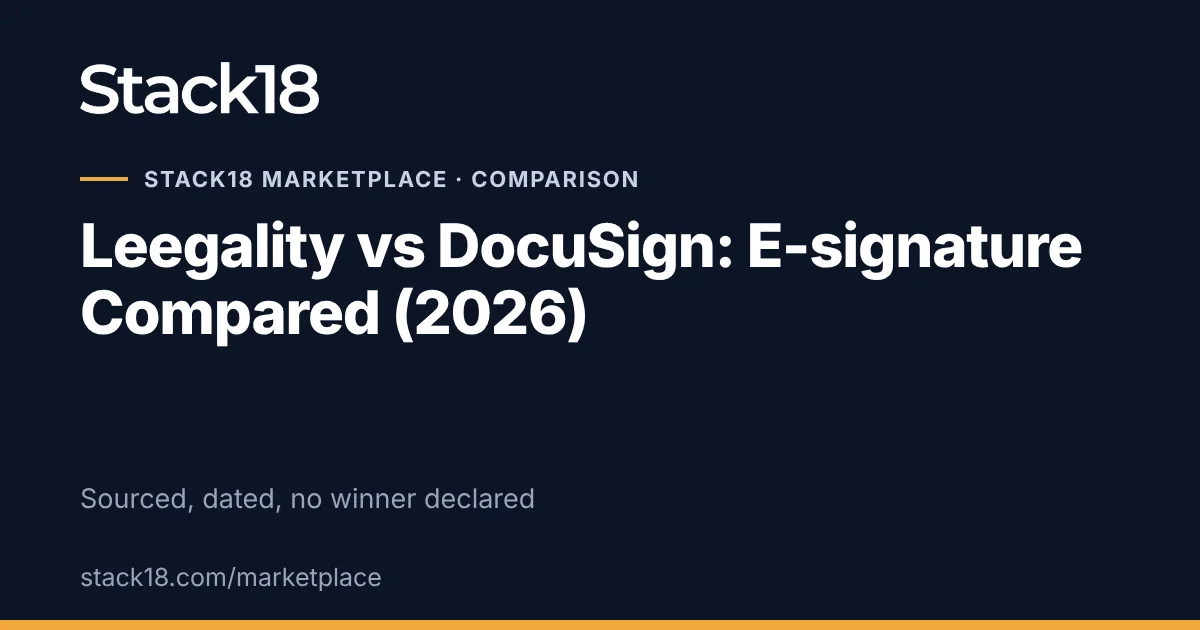 Stack18
STACK18 MARKETPLACE · COMPARISON
Leegality vs DocuSign: E-signature
Compared (2026)
Sourced, dated, no winner declared
stack18.com/marketplace